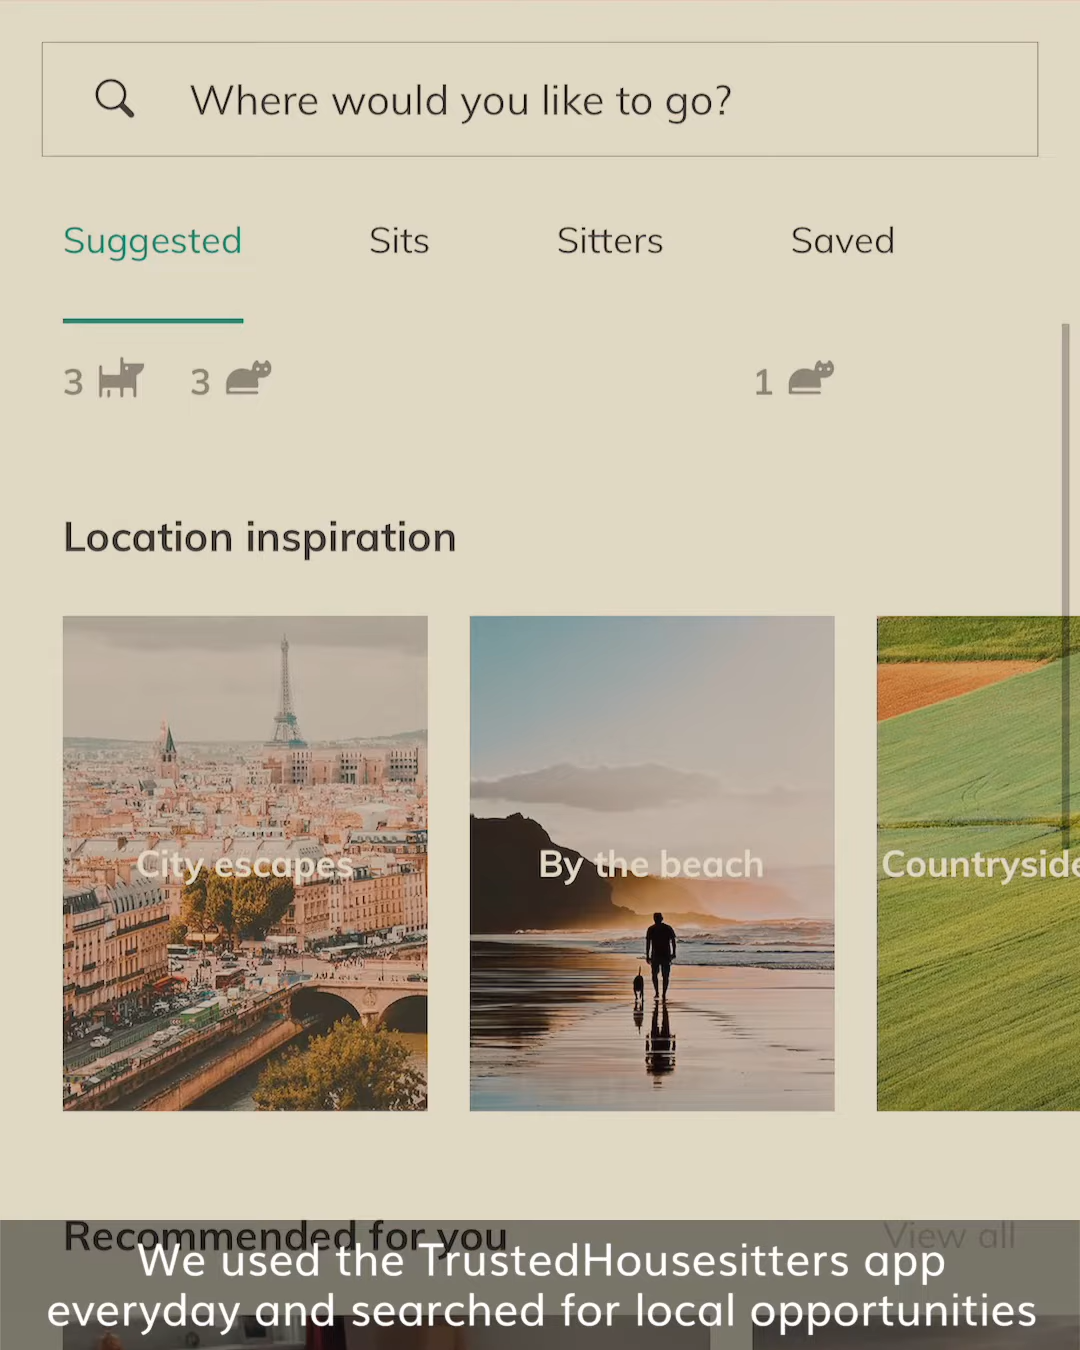 Where would you like to go?
Suggested Sits Sitters Saved
3 3 1
Location inspiration
City escapes By the beach Countryside
Recommended for you View all
We used the TrustedHousesitters app
everyday and searched for local opportunities